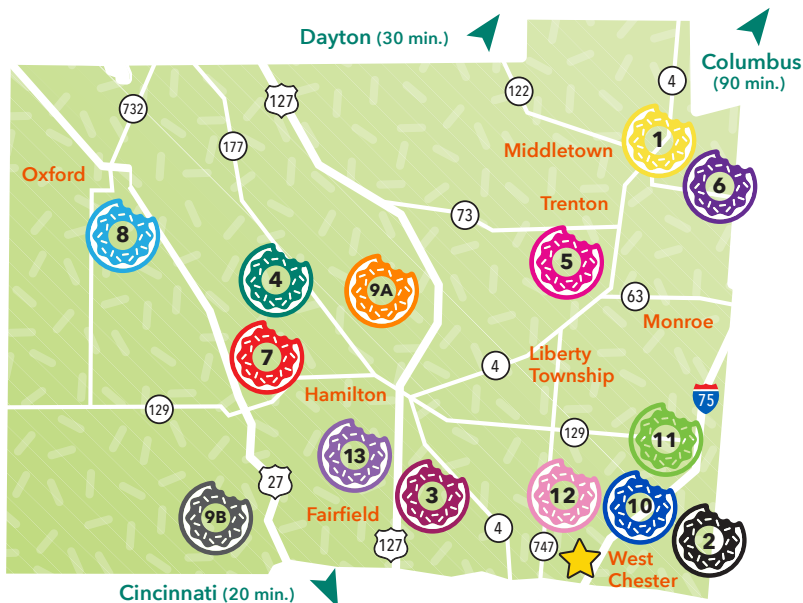 Dayton (30 min.)
Columbus
(90 min.)
127
4
122
732
177
Middletown
1
Oxford
6
Trenton
73
8
5
4
9A
63
Monroe
7
Liberty
Township
4
Hamilton
75
129
129
11
13
27
3
12
10
9B
Fairfield
4
2
127
747
West
Chester
Cincinnati (20 min.)